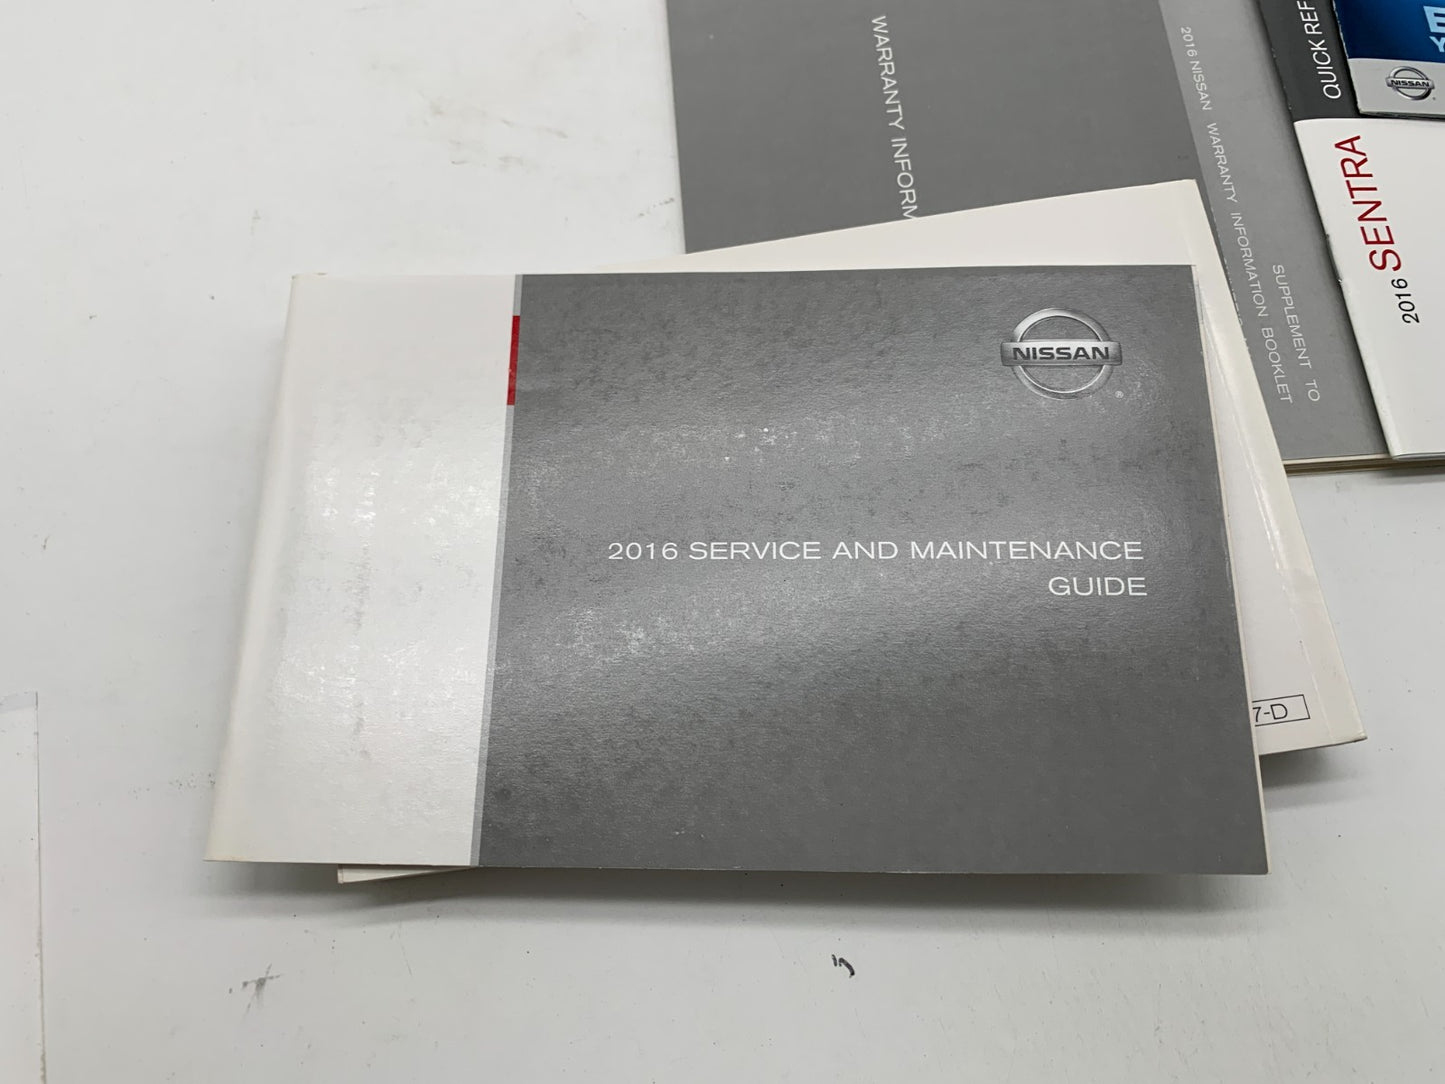 NISSAN
®
2016 SERVICE AND MAINTENANCE
GUIDE
7-D
WARRANTY INFORM
2016 NISSAN WARRANTY INFORMATION BOOKLET
SUPPLEMENT TO
QUICK REF
2016 SENTRA
NISSAN